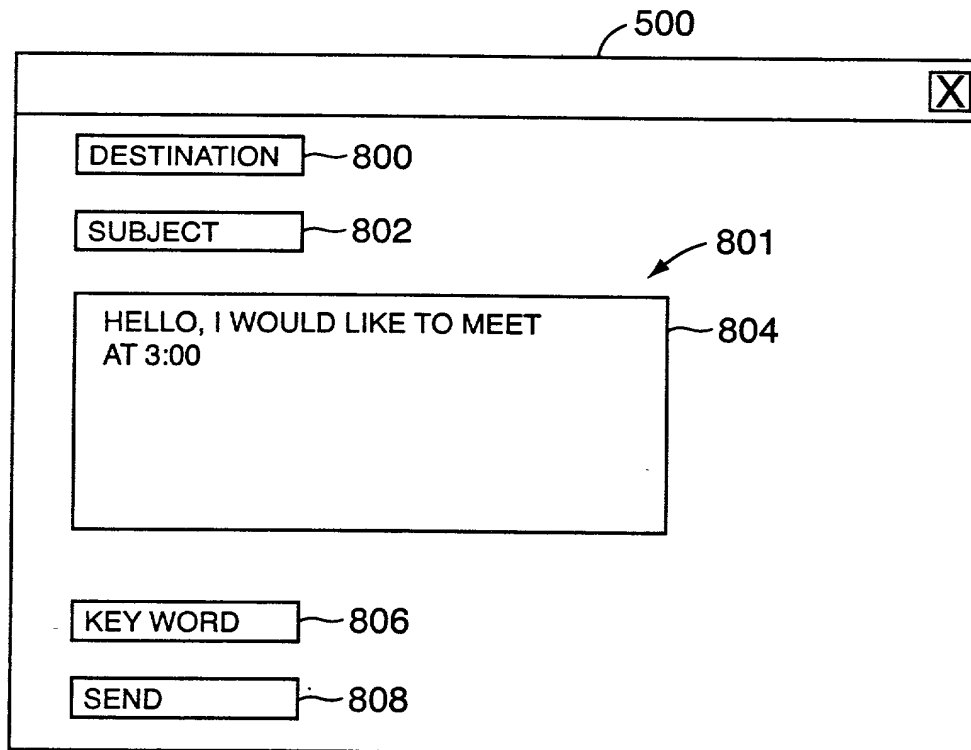 500
X
DESTINATION 800
SUBJECT 802
801
HELLO, I WOULD LIKE TO MEET
AT 3:00
804
KEY WORD 806
SEND 808